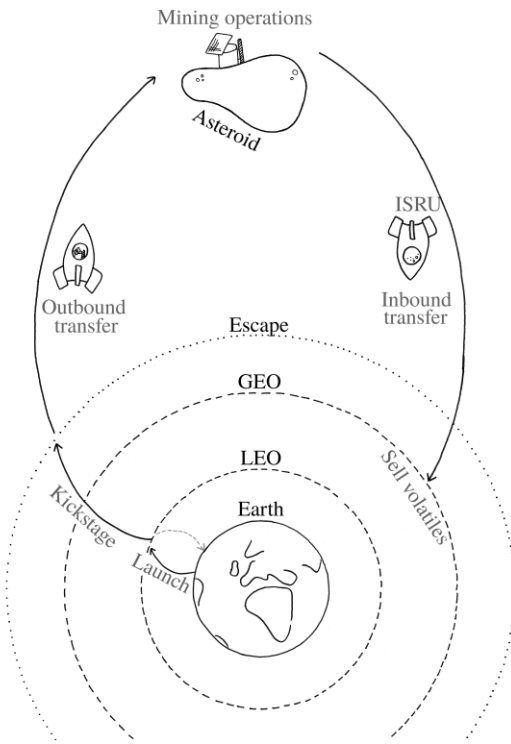 Mining operations
Asteroid
ISRU
Outbound
transfer
Inbound
transfer
Escape
GEO
LEO
Sell volatiles
Kickstage
Earth
Launch